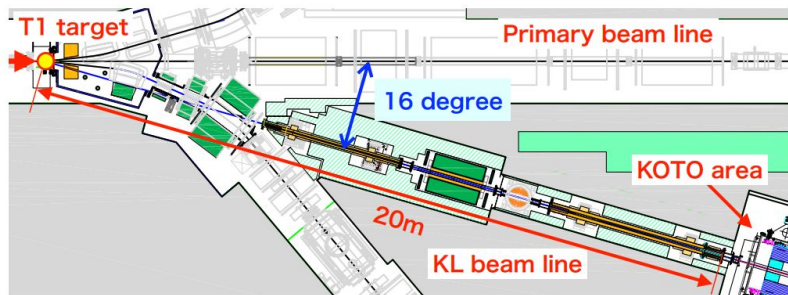 T1 target
Primary beam line
16 degree
KOTO area
20m
KL beam line